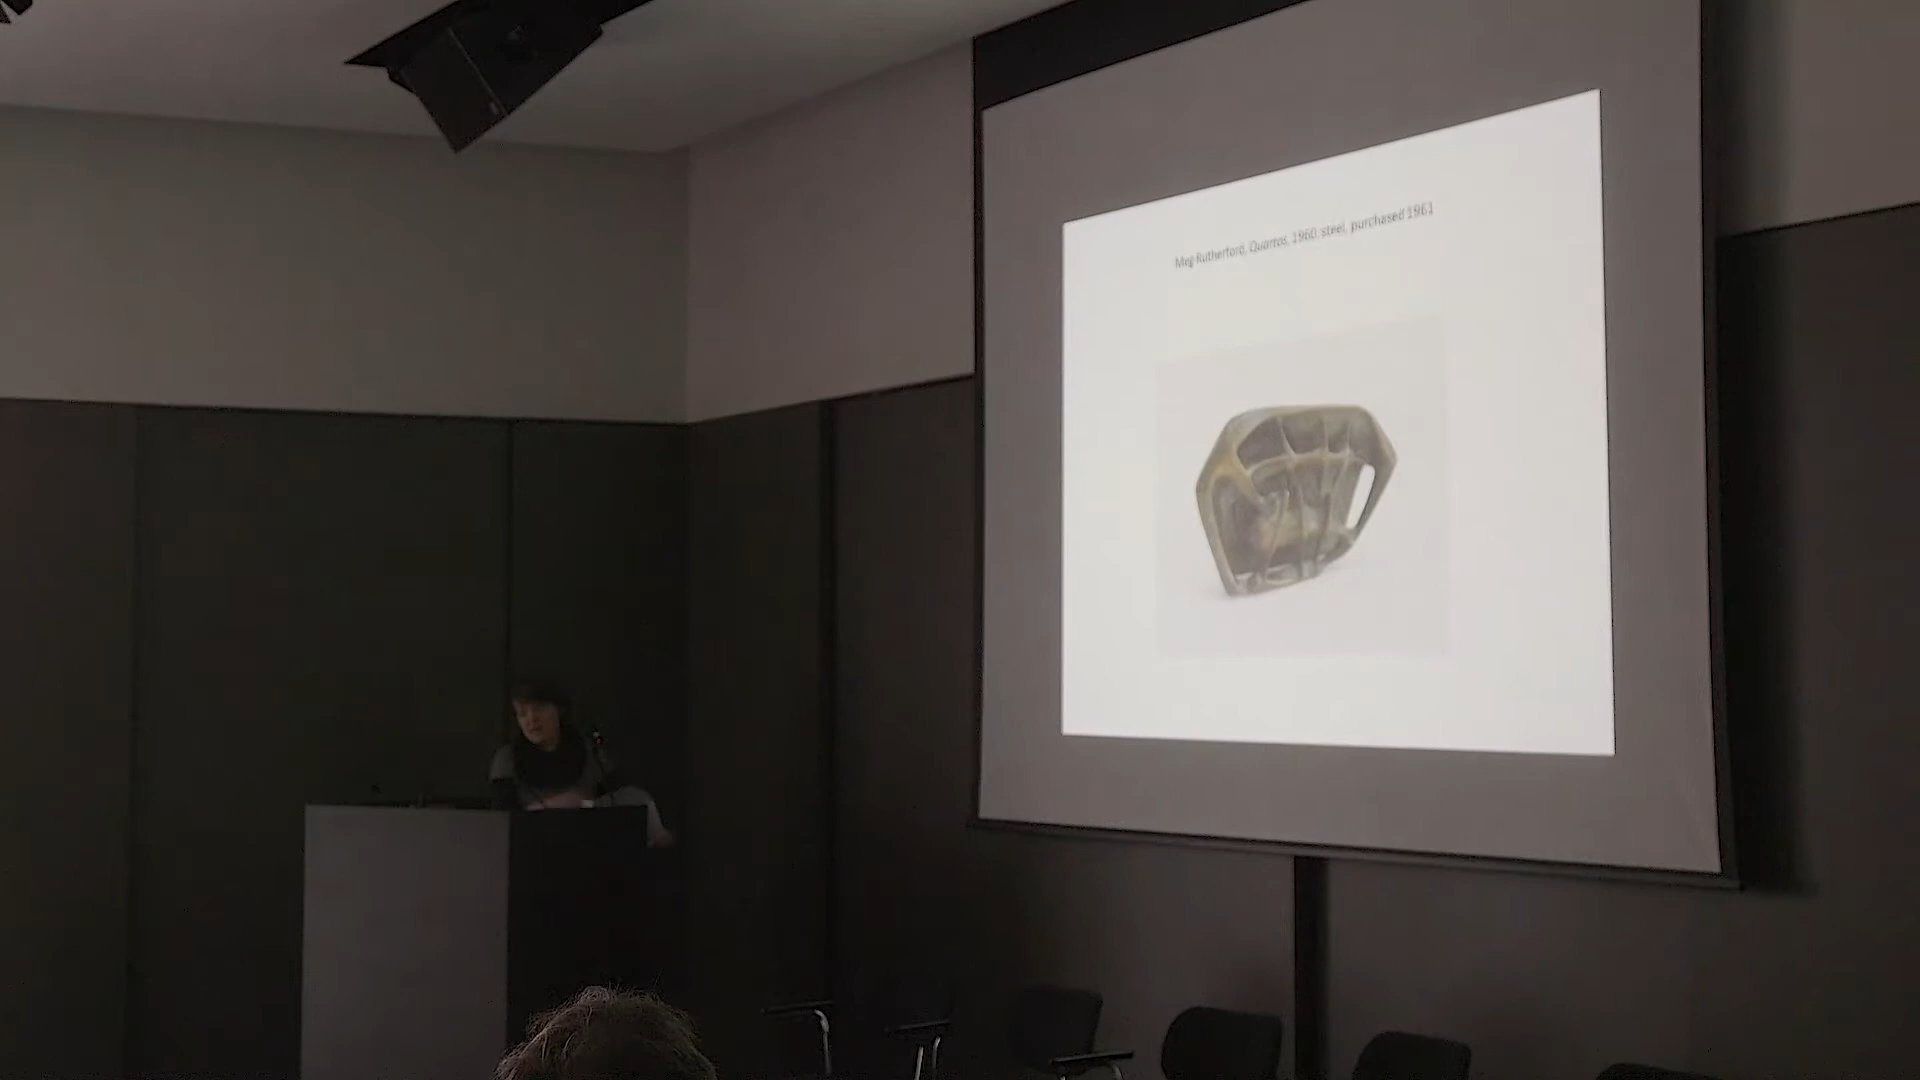 Meg Rutherford, Quartos, 1960, steel, purchased 1961